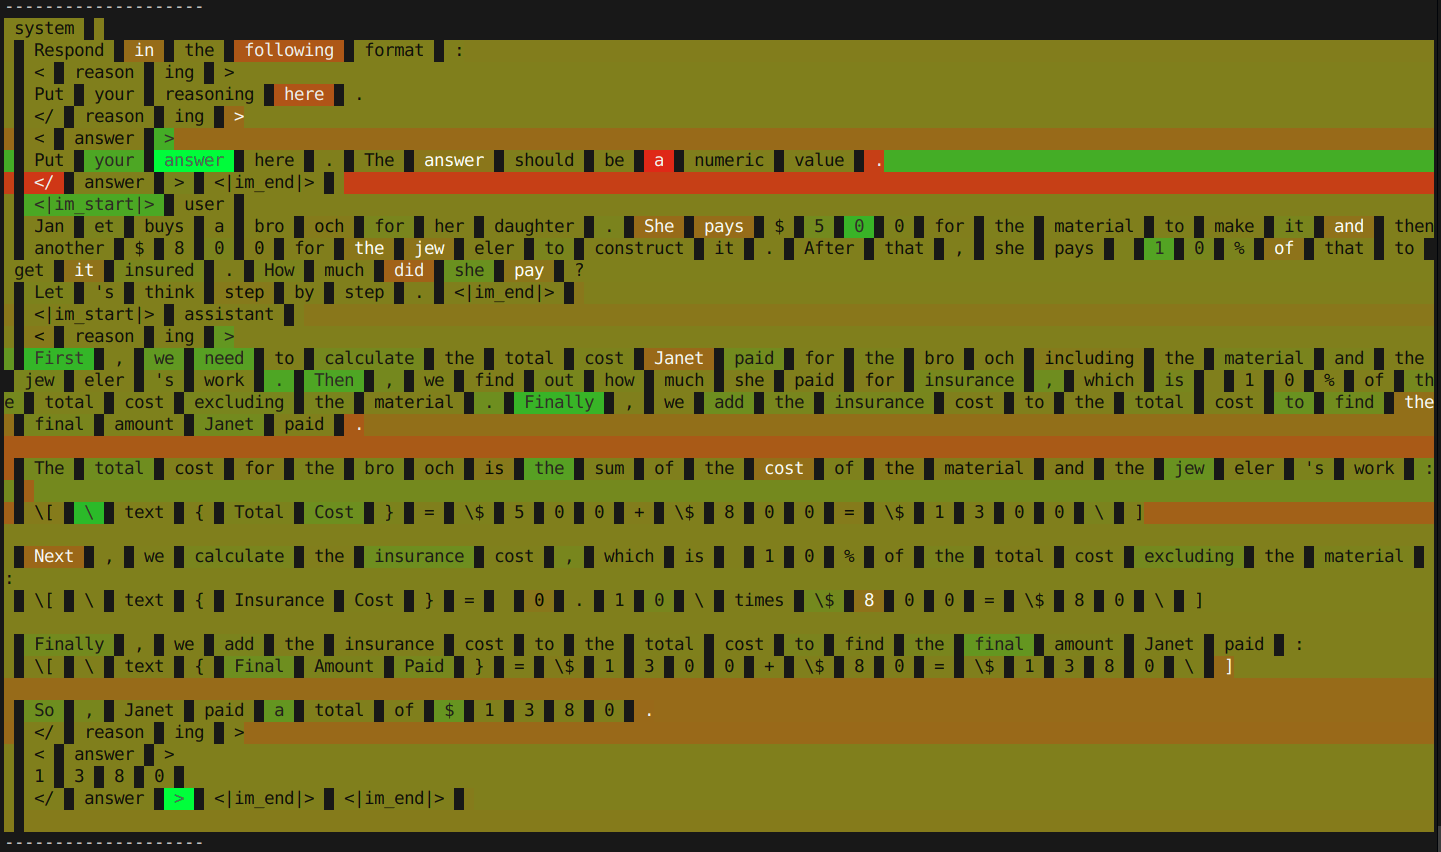 --------------------
system
Respond in the following format :
< reason ing >
Put your reasoning here .
</ reason ing >
< answer >
Put your answer here . The answer should be a numeric value .
</ answer > <|im_end|>
<|im_start|> user
Jan et buys a bro och for her daughter . She pays $ 5 0 0 for the material to make it and then
another $ 8 0 0 for the jew eler to construct it . After that , she pays 1 0 % of that to
get it insured . How much did she pay ?
Let 's think step by step . <|im_end|>
<|im_start|> assistant
< reason ing >
First , we need to calculate the total cost Janet paid for the bro och including the material and the
jew eler 's work . Then , we find out how much she paid for insurance , which is 1 0 % of th
e total cost excluding the material . Finally , we add the insurance cost to the total cost to find the
final amount Janet paid .
The total cost for the bro och is the sum of the cost of the material and the jew eler 's work :
\[ \ text { Total Cost } = \$ 5 0 0 + \$ 8 0 0 = \$ 1 3 0 0 \ ]
Next , we calculate the insurance cost , which is 1 0 % of the total cost excluding the material
:
\[ \ text { Insurance Cost } = 0 . 1 0 \ times \$ 8 0 0 = \$ 8 0 \ ]
Finally , we add the insurance cost to the total cost to find the final amount Janet paid :
\[ \ text { Final Amount Paid } = \$ 1 3 0 0 + \$ 8 0 = \$ 1 3 8 0 \ ]
So , Janet paid a total of $ 1 3 8 0 .
</ reason ing >
< answer >
1 3 8 0
</ answer > <|im_end|> <|im_end|>
--------------------